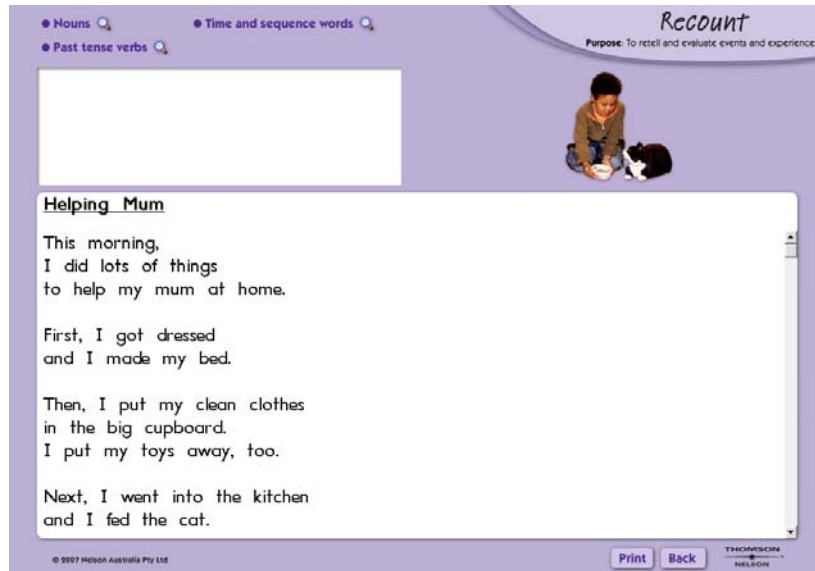 Nouns
Time and sequence words
Past tense verbs
Recount
Purpose: To retell and evaluate events and experience
Helping Mum
This morning,
I did lots of things
to help my mum at home.
First, I got dressed
and I made my bed.
Then, I put my clean clothes
in the big cupboard.
I put my toys away, too.
Next, I went into the kitchen
and I fed the cat.
© 2007 Nelson Australia Pty Ltd
Print
Back
THOMSON
NELSON